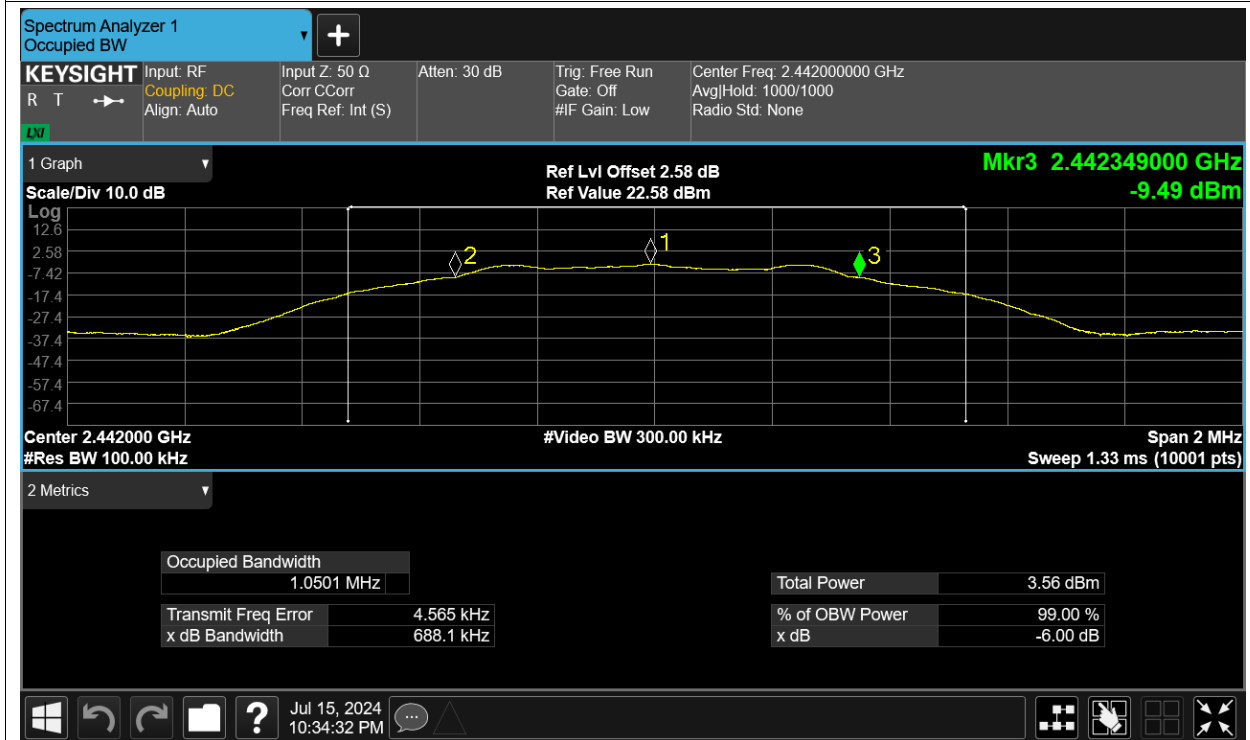 Spectrum Analyzer 1
Occupied BW
KEYSIGHT
R T
LXI
Input: RF
Coupling: DC
Align: Auto
Input Z: 50 Ω
Corr CCorr
Freq Ref: Int (S)
Atten: 30 dB
Trig: Free Run
Gate: Off
#IF Gain: Low
Center Freq: 2.442000000 GHz
Avg|Hold: 1000/1000
Radio Std: None
1 Graph
Scale/Div 10.0 dB
Ref Lvl Offset 2.58 dB
Ref Value 22.58 dBm
Mkr3 2.442349000 GHz
-9.49 dBm
Log
12.6
2.58
-7.42
-17.4
-27.4
-37.4
-47.4
-57.4
-67.4
2
1
3
Center 2.442000 GHz
#Res BW 100.00 kHz
#Video BW 300.00 kHz
Span 2 MHz
Sweep 1.33 ms (10001 pts)
2 Metrics
Occupied Bandwidth
1.0501 MHz
Transmit Freq Error 4.565 kHz
x dB Bandwidth 688.1 kHz
Total Power 3.56 dBm
% of OBW Power 99.00 %
x dB -6.00 dB
?
Jul 15, 2024
10:34:32 PM